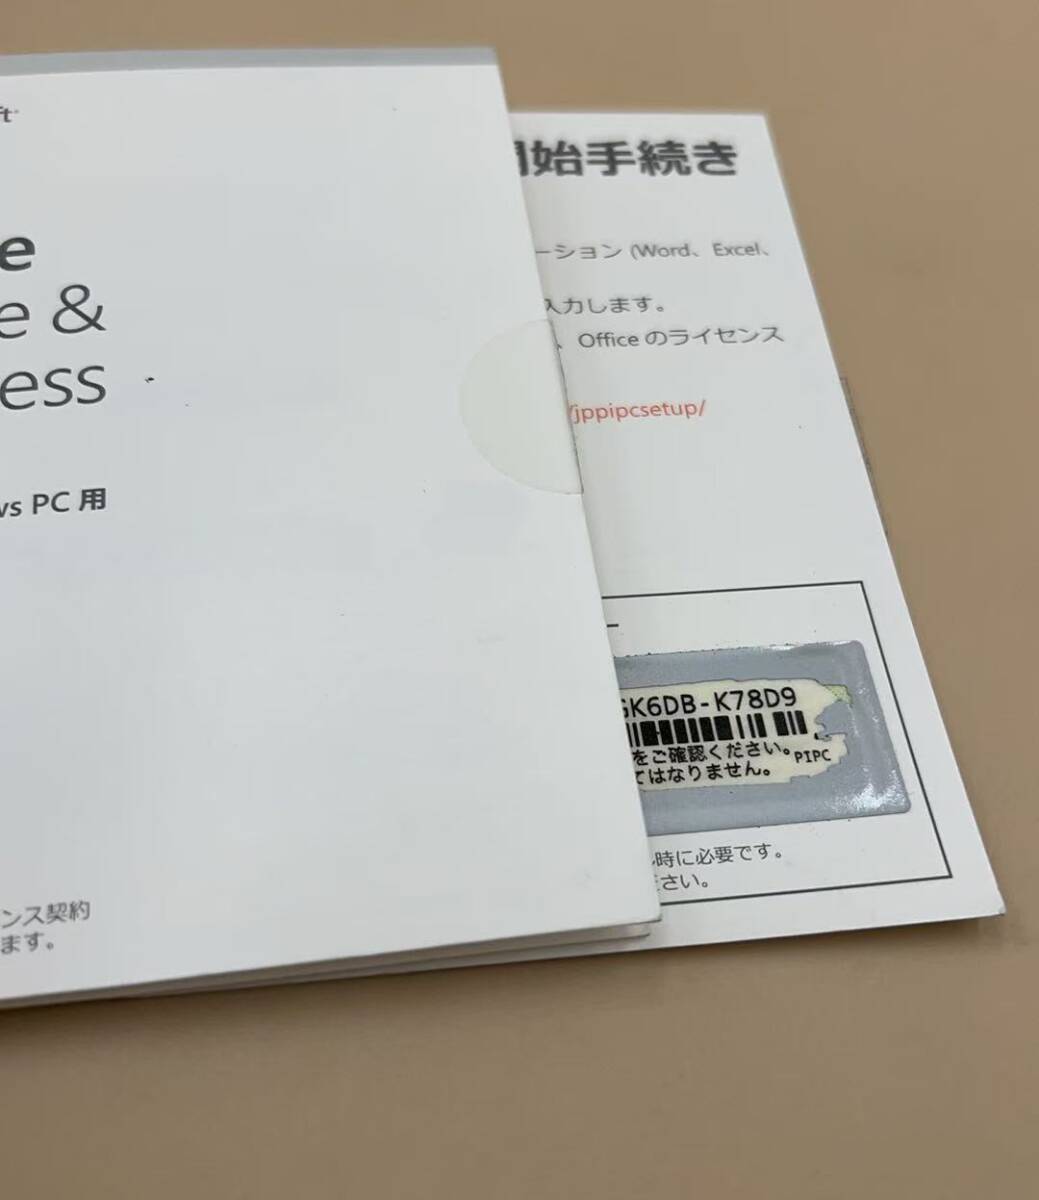 ft
e
e &
ess
ws PC 用
ンス契約
ます。
開始手続き
ーション (Word、Excel、
入力します。
、Office のライセンス
/jppipcsetup/
GK6DB-K78D9
をご確認ください。
てはなりません。
PIPC
時に必要です。
ださい。